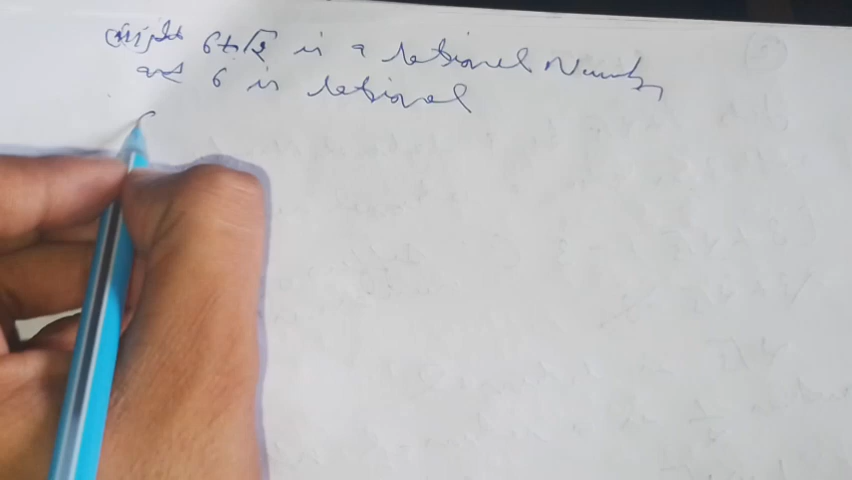 6+√2 is a rational Number
and 6 is rational